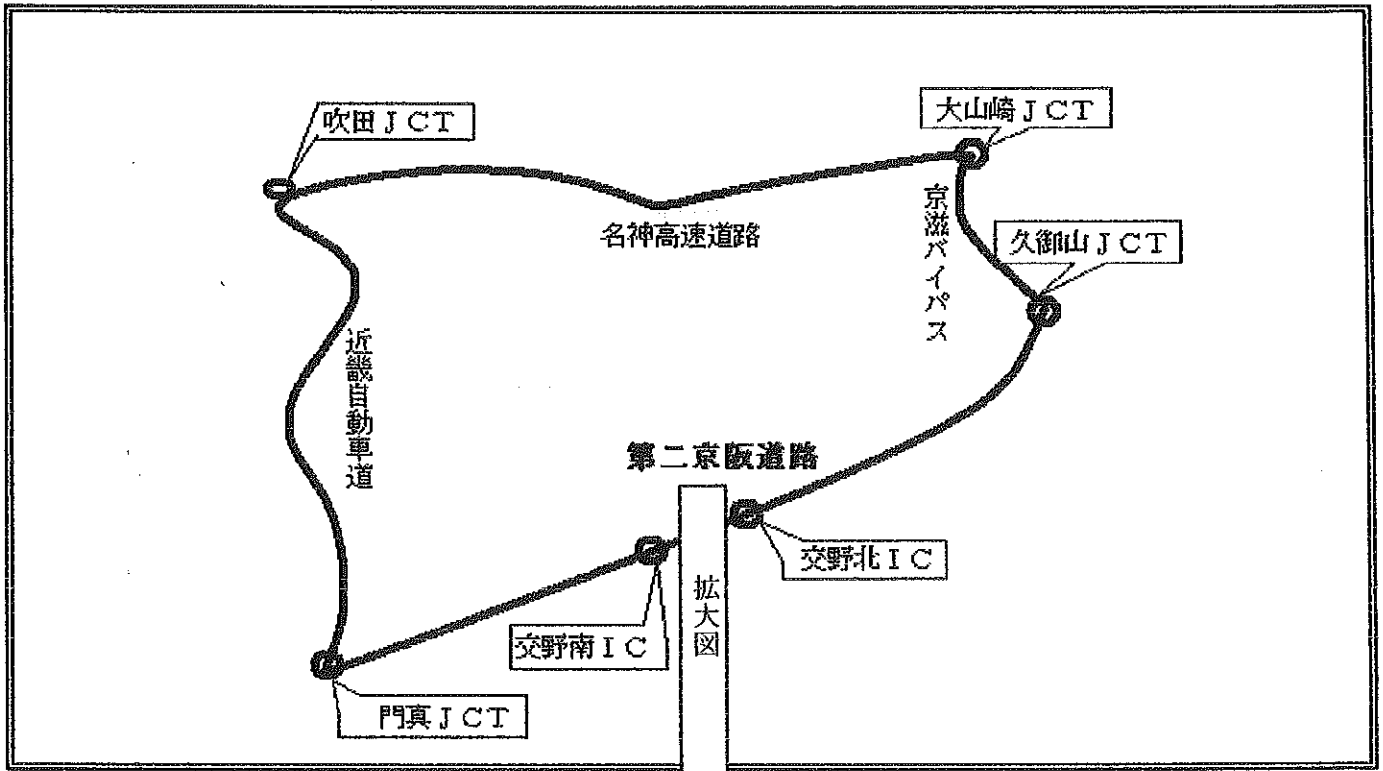 吹田ＪＣＴ
大山崎ＪＣＴ
名神高速道路
京滋バイパス
久御山ＪＣＴ
近畿自動車道
第二京阪道路
交野北ＩＣ
拡大図
交野南ＩＣ
門真ＪＣＴ